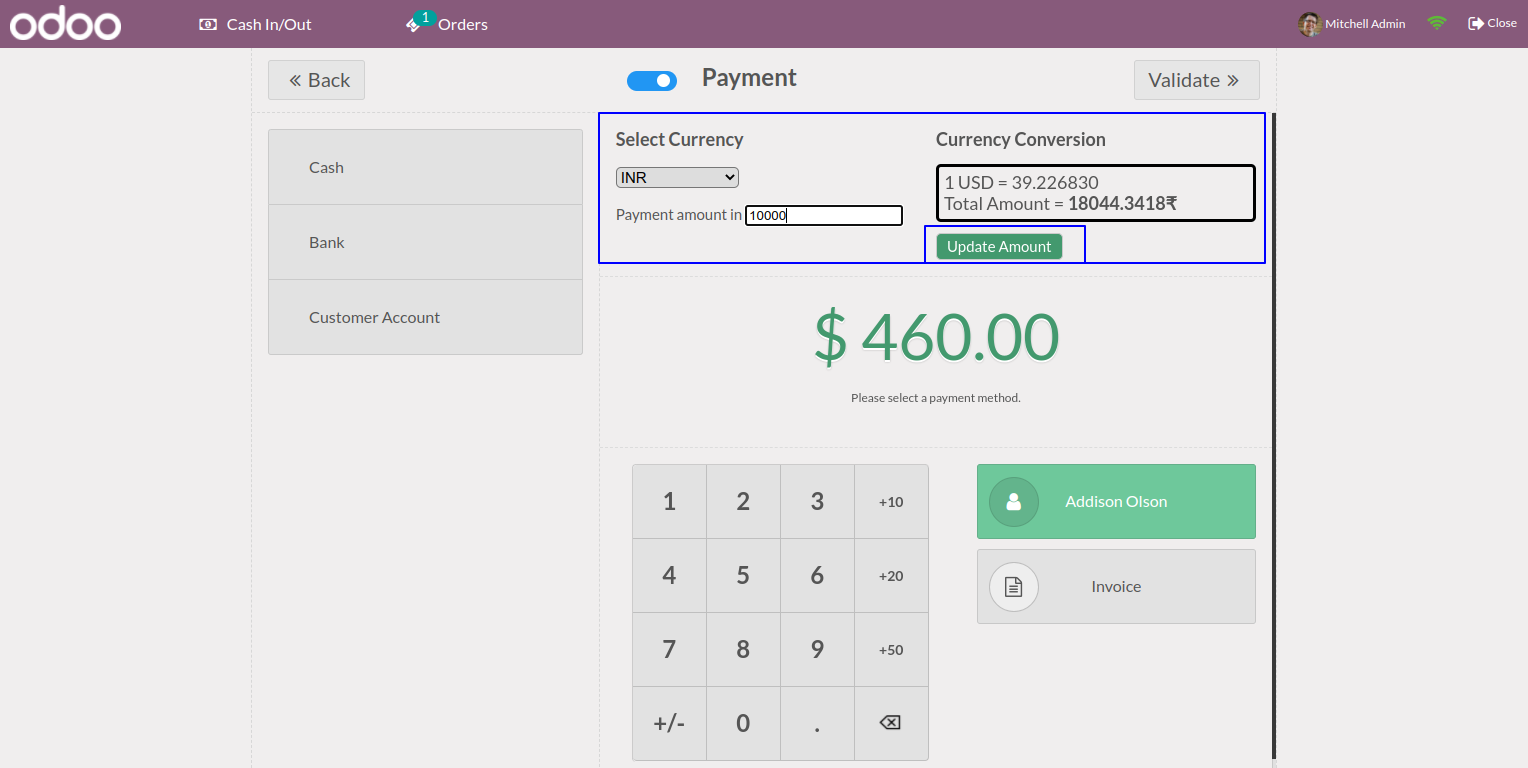 odoo
Cash In/Out
1
Orders
Mitchell Admin
Close
Back
Payment
Validate
Cash
Bank
Customer Account
Select Currency
INR
Payment amount in 10000
Currency Conversion
1 USD = 39.226830
Total Amount = 18044.3418₹
Update Amount
$ 460.00
Please select a payment method.
1 2 3 +10
4 5 6 +20
7 8 9 +50
+/- 0 .
Addison Olson
Invoice